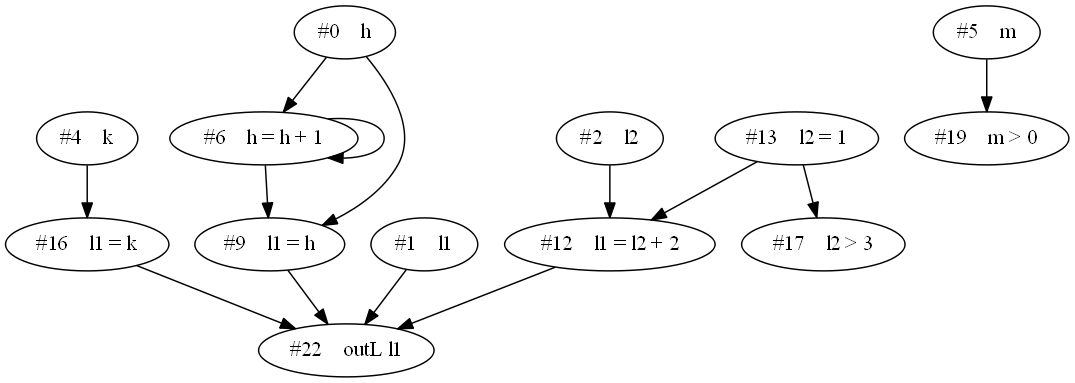 #0 h
#5 m
#4 k
#6 h = h + 1
#2 l2
#13 l2 = 1
#19 m > 0
#16 l1 = k
#9 l1 = h
#1 l1
#12 l1 = l2 + 2
#17 l2 > 3
#22 outL l1